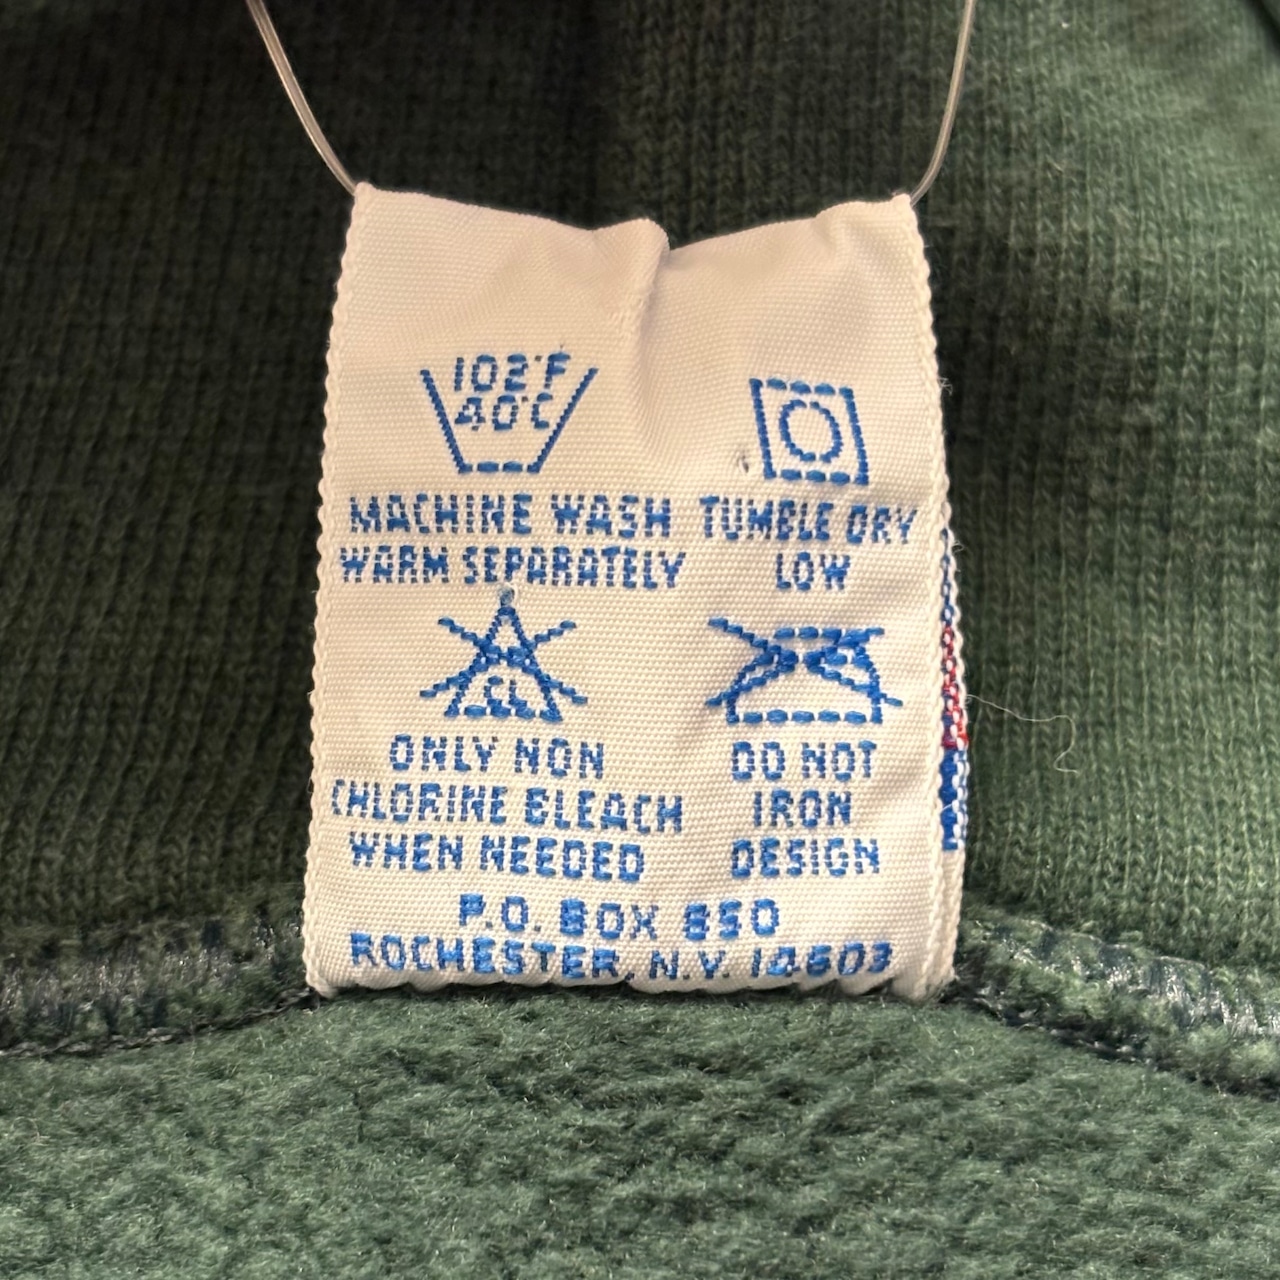 102°F
40°C
MACHINE WASH
WARM SEPARATELY
TUMBLE DRY
LOW
CL
ONLY NON
CHLORINE BLEACH
WHEN NEEDED
DO NOT
IRON
DESIGN
P.O. BOX 850
ROCHESTER, N.Y. 14603